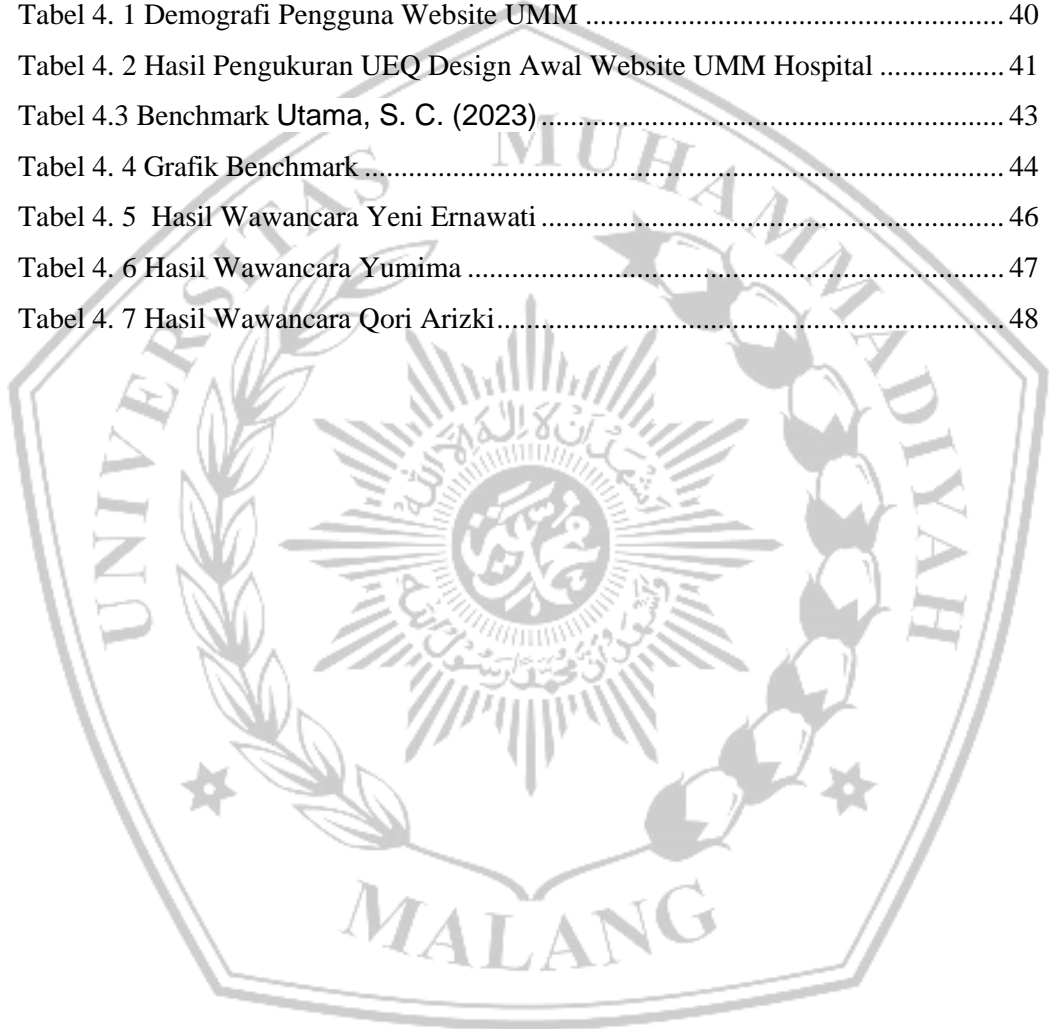 Tabel 4. 1 Demografi Pengguna Website UMM ........................................................ 40
Tabel 4. 2 Hasil Pengukuran UEQ Design Awal Website UMM Hospital ................. 41
Tabel 4.3 Benchmark Utama, S. C. (2023) ............................................................... 43
Tabel 4. 4 Grafik Benchmark ..................................................................................... 44
Tabel 4. 5  Hasil Wawancara Yeni Ernawati .............................................................. 46
Tabel 4. 6 Hasil Wawancara Yumima ........................................................................ 47
Tabel 4. 7 Hasil Wawancara Qori Arizki .................................................................... 48
UNIVERSITAS MUHAMMADIYAH
MALANG